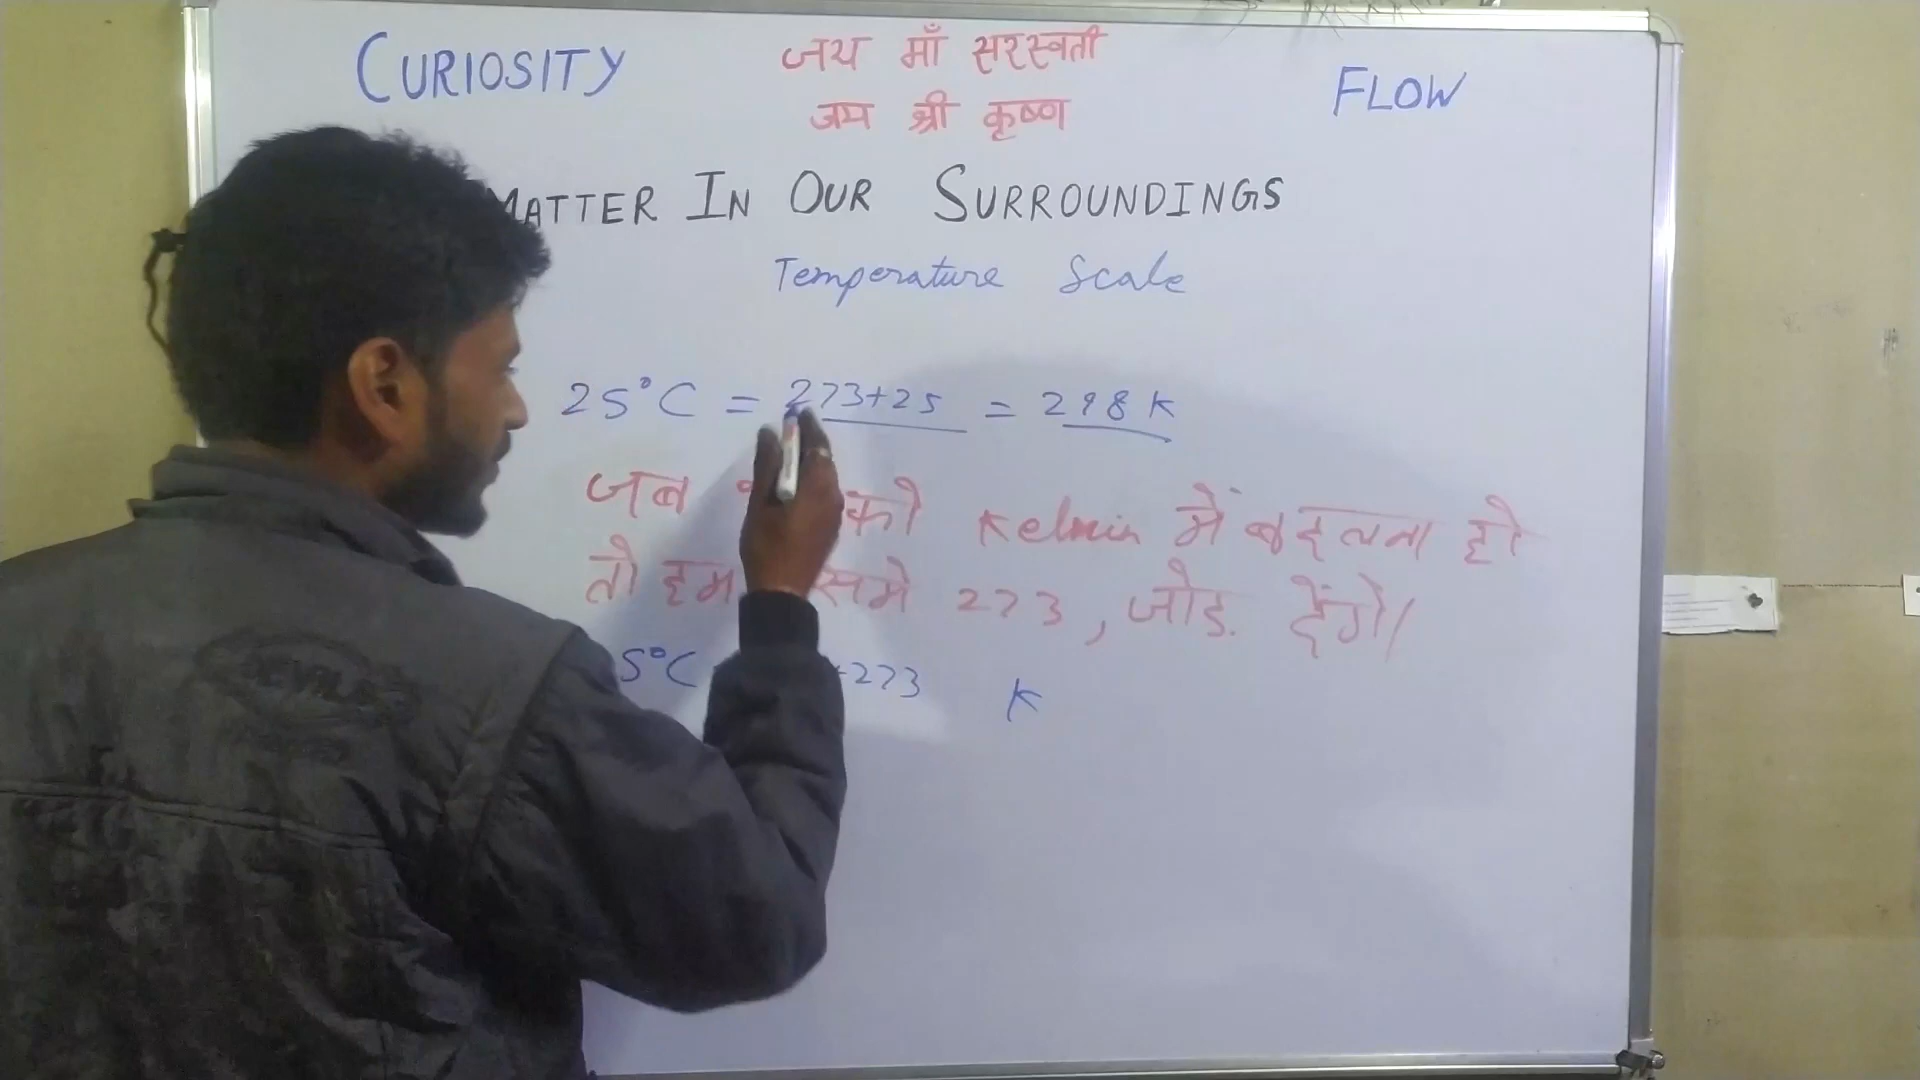 CURIOSITY
जय माँ सरस्वती
जय श्री कृष्ण
FLOW
MATTER IN OUR SURROUNDINGS
Temperature Scale
25°C = 273+25 = 298 K
जब को Kelvin में बदलना हो
तो हम 273, जोड़ देंगे।
5°C +273 K